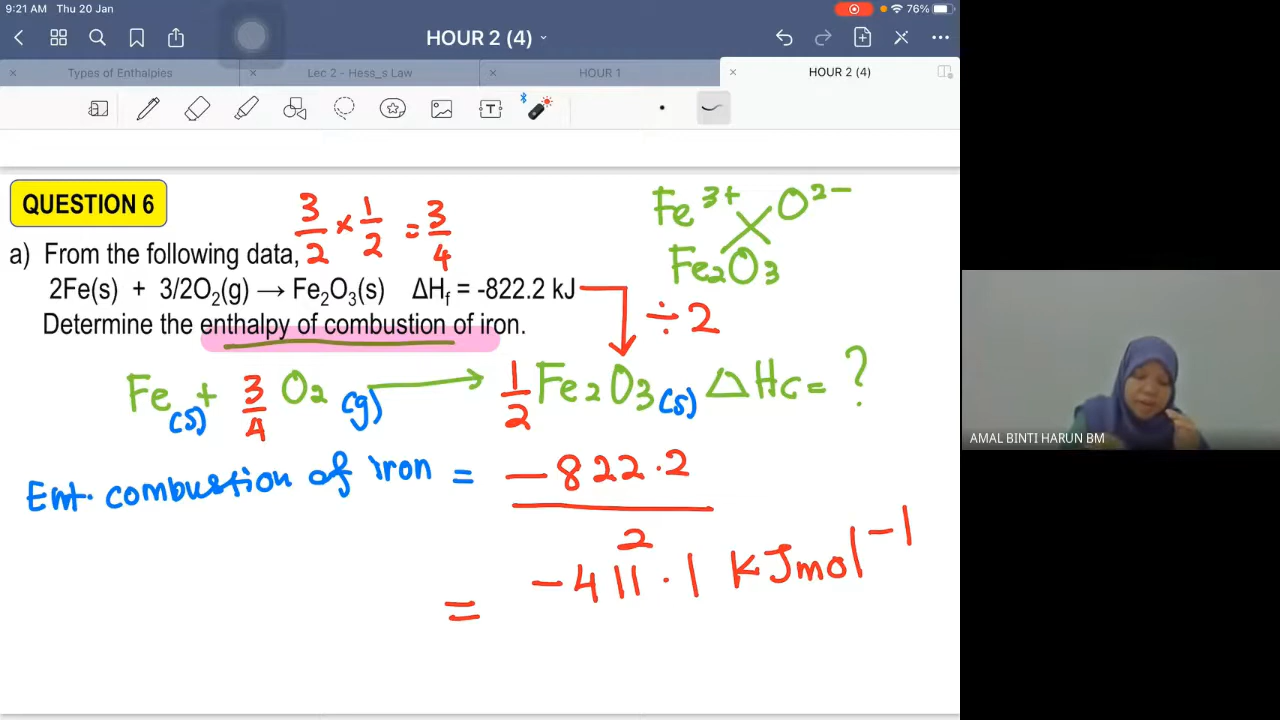 9:21 AM Thu 20 Jan
76%
HOUR 2 (4)
Types of Enthalpies
Lec 2 - Hess_s Law
HOUR 1
HOUR 2 (4)
T
QUESTION 6
3/2 × 1/2 = 3/4
Fe³⁺ O²⁻
Fe₂O₃
a) From the following data,
2Fe(s) + 3/2O₂(g) → Fe₂O₃(s) ΔHf = -822.2 kJ
÷ 2
Determine the enthalpy of combustion of iron.
Fe(s) + 3/4 O₂(g) → 1/2 Fe₂O₃(s) ΔHc = ?
Ent. combustion of iron = -822.2
2
= -411.1 kJmol⁻¹
AMAL BINTI HARUN BM